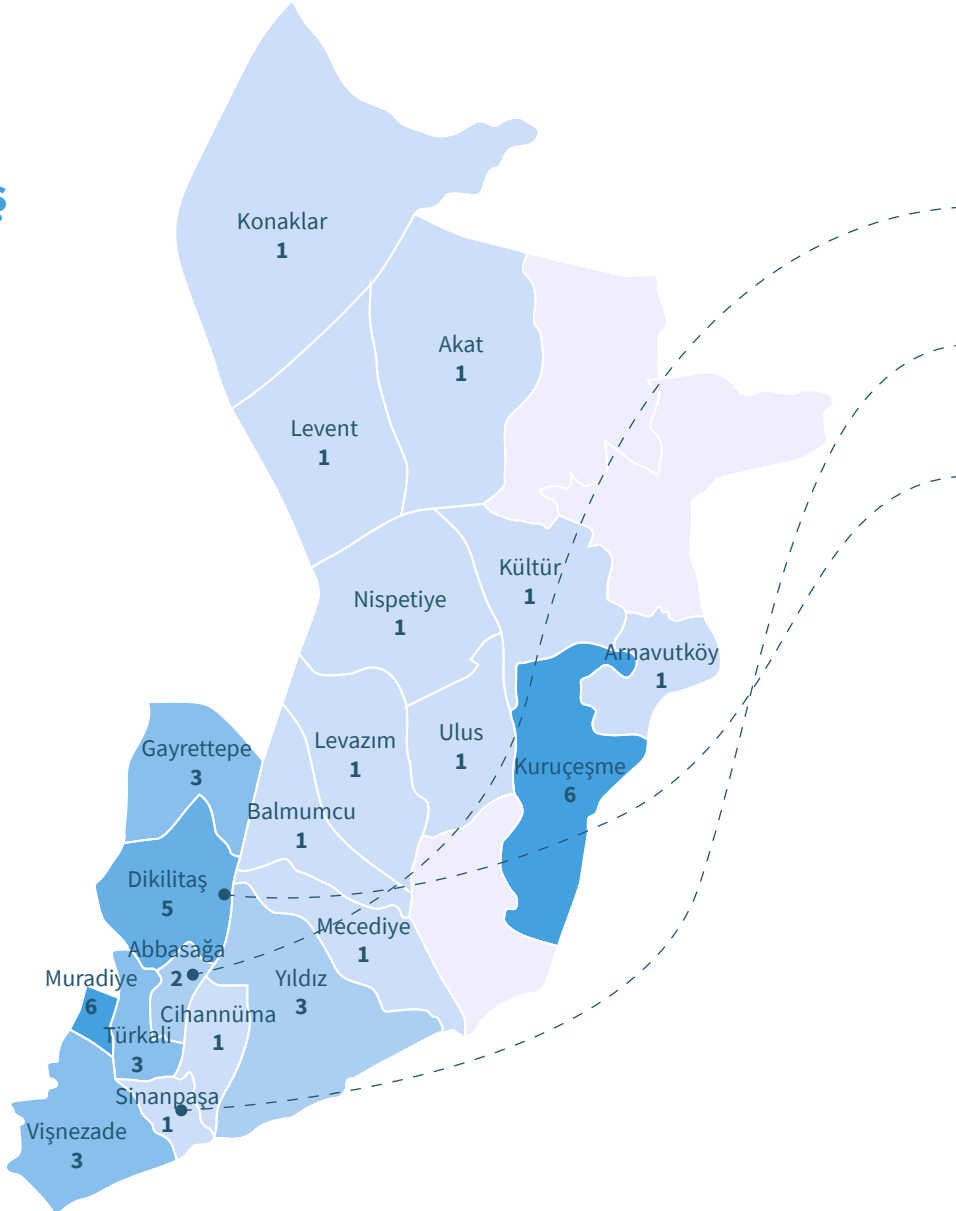 Ş
Konaklar
1
Akat
1
Levent
1
Kültür
1
Nispetiye
1
Arnavutköy
1
Ulus
1
Levazım
1
Gayrettepe
3
Kuruçeşme
6
Balmumcu
1
Dikilitaş
5
Mecediye
1
Abbasağa
2
Muradiye
6
Yıldız
3
Cihannüma
1
Türkali
3
Sinanpaşa
1
Vişnezade
3